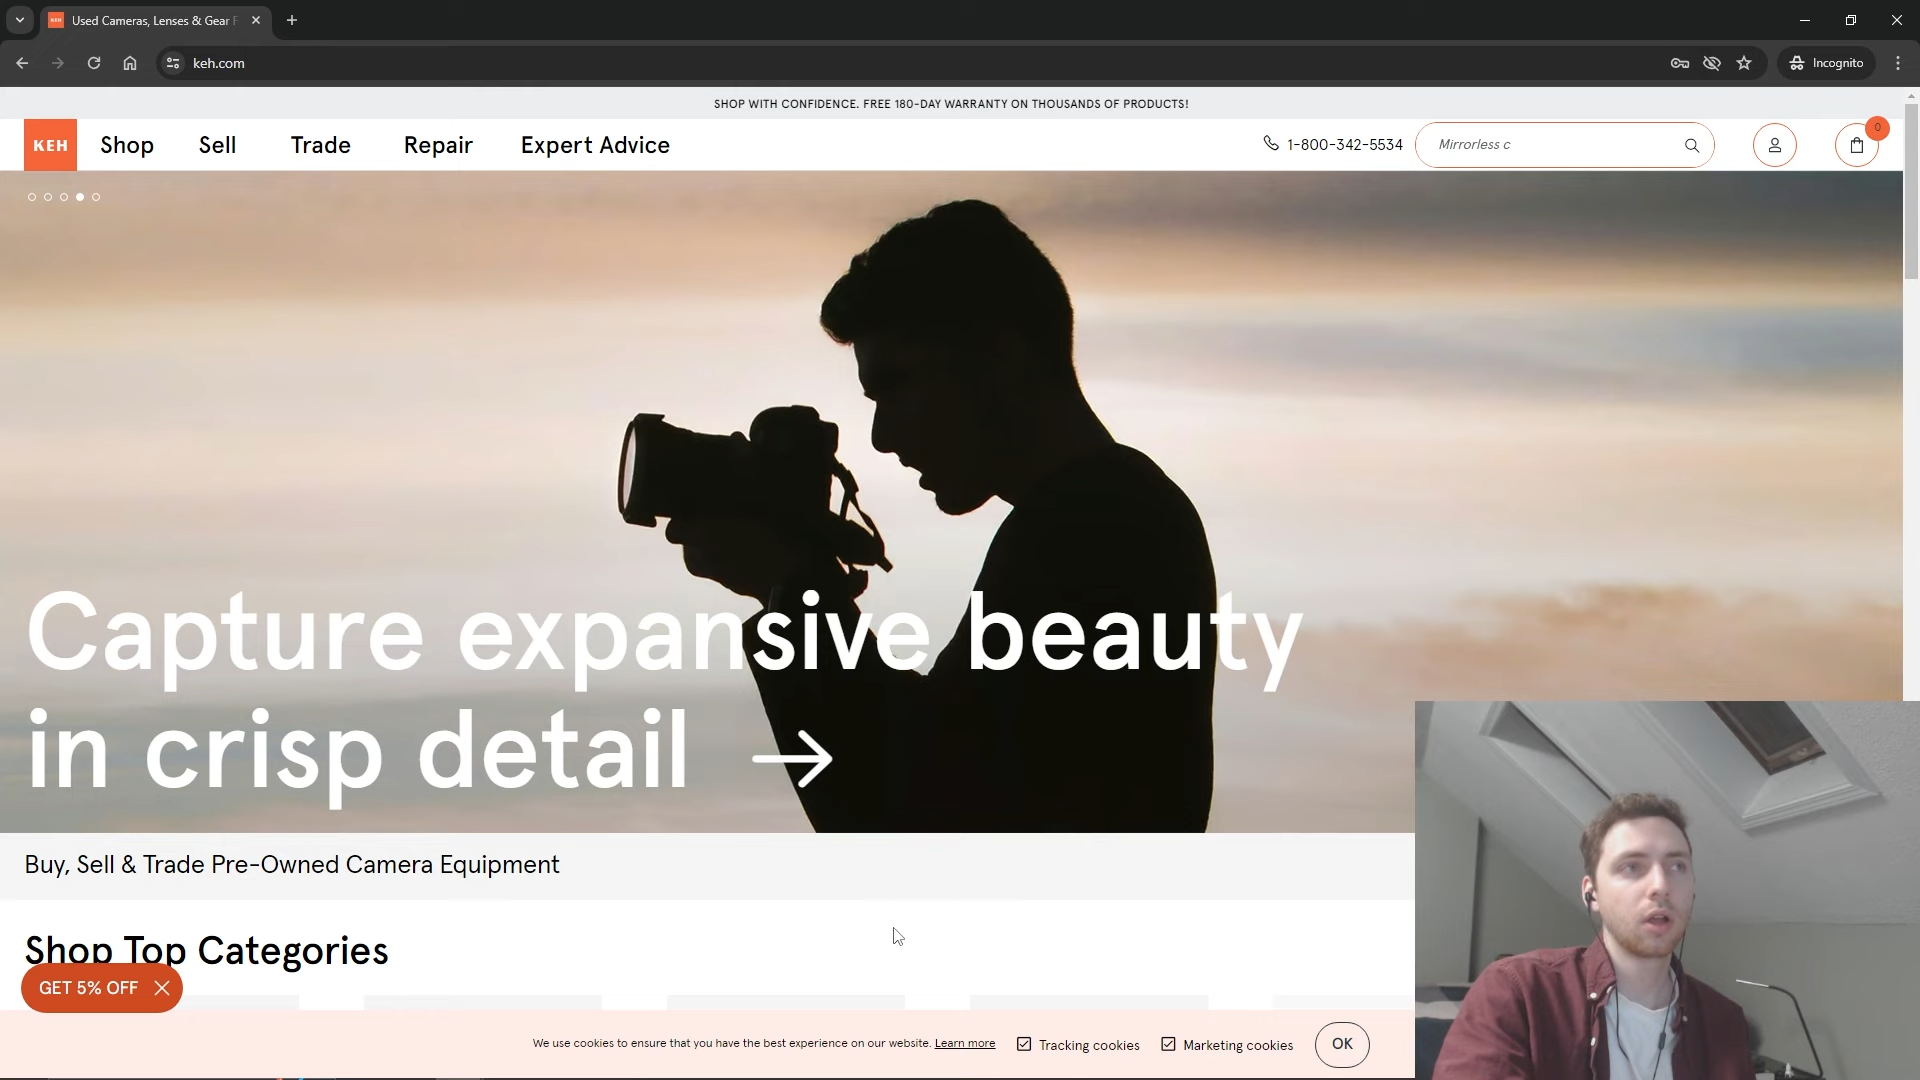 Used Cameras, Lenses & Gear F
keh.com
Incognito
SHOP WITH CONFIDENCE. FREE 180-DAY WARRANTY ON THOUSANDS OF PRODUCTS!
KEH
Shop
Sell
Trade
Repair
Expert Advice
1-800-342-5534
Mirrorless c
0
Capture expansive beauty
in crisp detail →
Buy, Sell & Trade Pre-Owned Camera Equipment
Shop Top Categories
GET 5% OFF
We use cookies to ensure that you have the best experience on our website. Learn more
Tracking cookies
Marketing cookies
OK